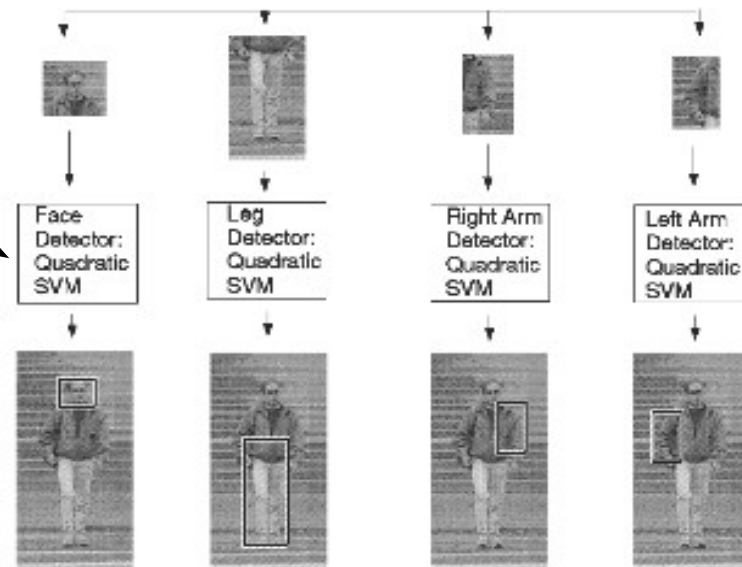 Face
Detector:
Quadratic
SVM
Leg
Detector:
Quadratic
SVM
Right Arm
Detector:
Quadratic
SVM
Left Arm
Detector:
Quadratic
SVM